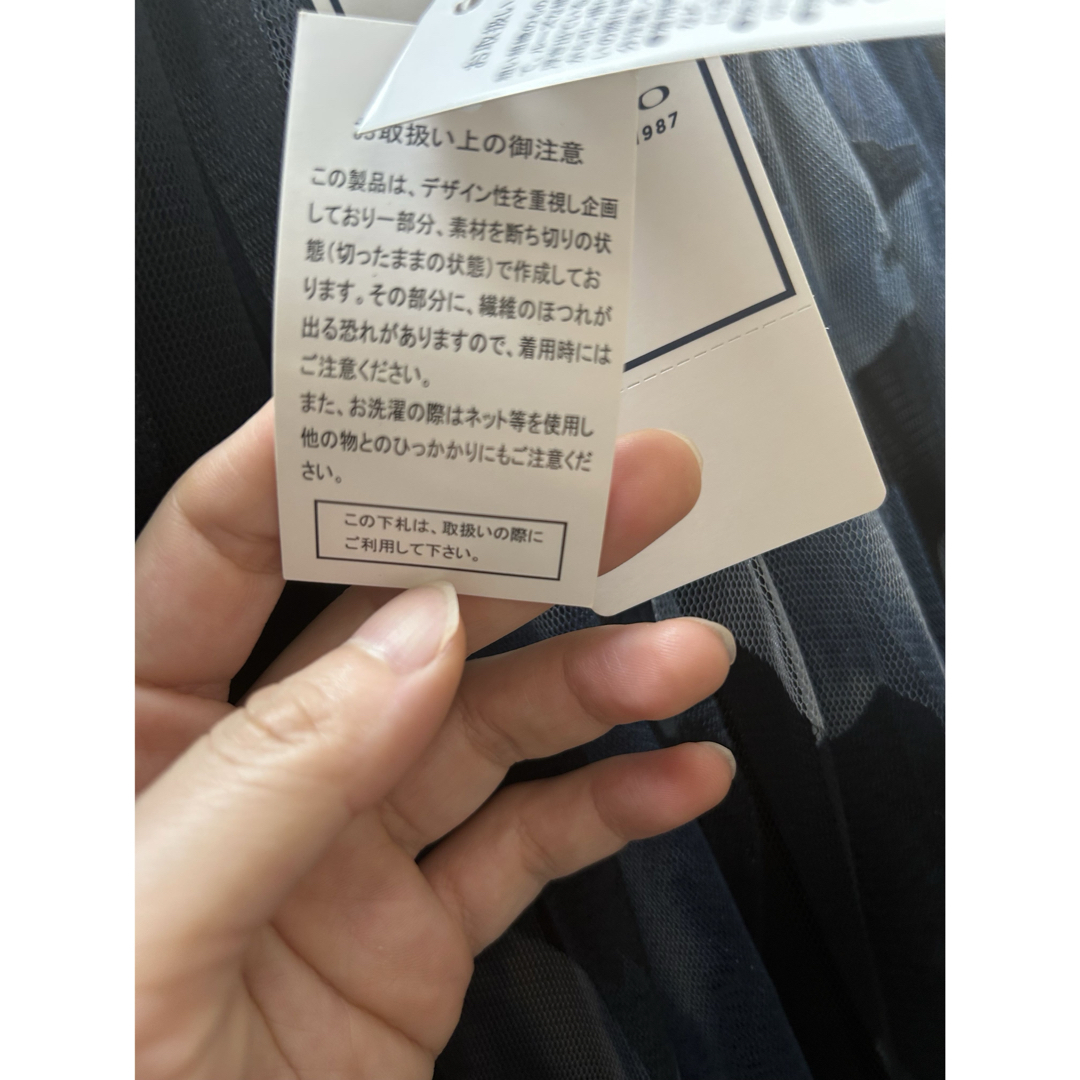 お取扱い上の御注意
この製品は、デザイン性を重視し企画
しており一部分、素材を断ち切りの状
態(切ったままの状態)で作成してお
ります。その部分に、繊維のほつれが
出る恐れがありますので、着用時には
ご注意ください。
また、お洗濯の際はネット等を使用し
他の物とのひっかかりにもご注意くだ
さい。
この下札は、取扱いの際に
ご利用して下さい。
O
1987